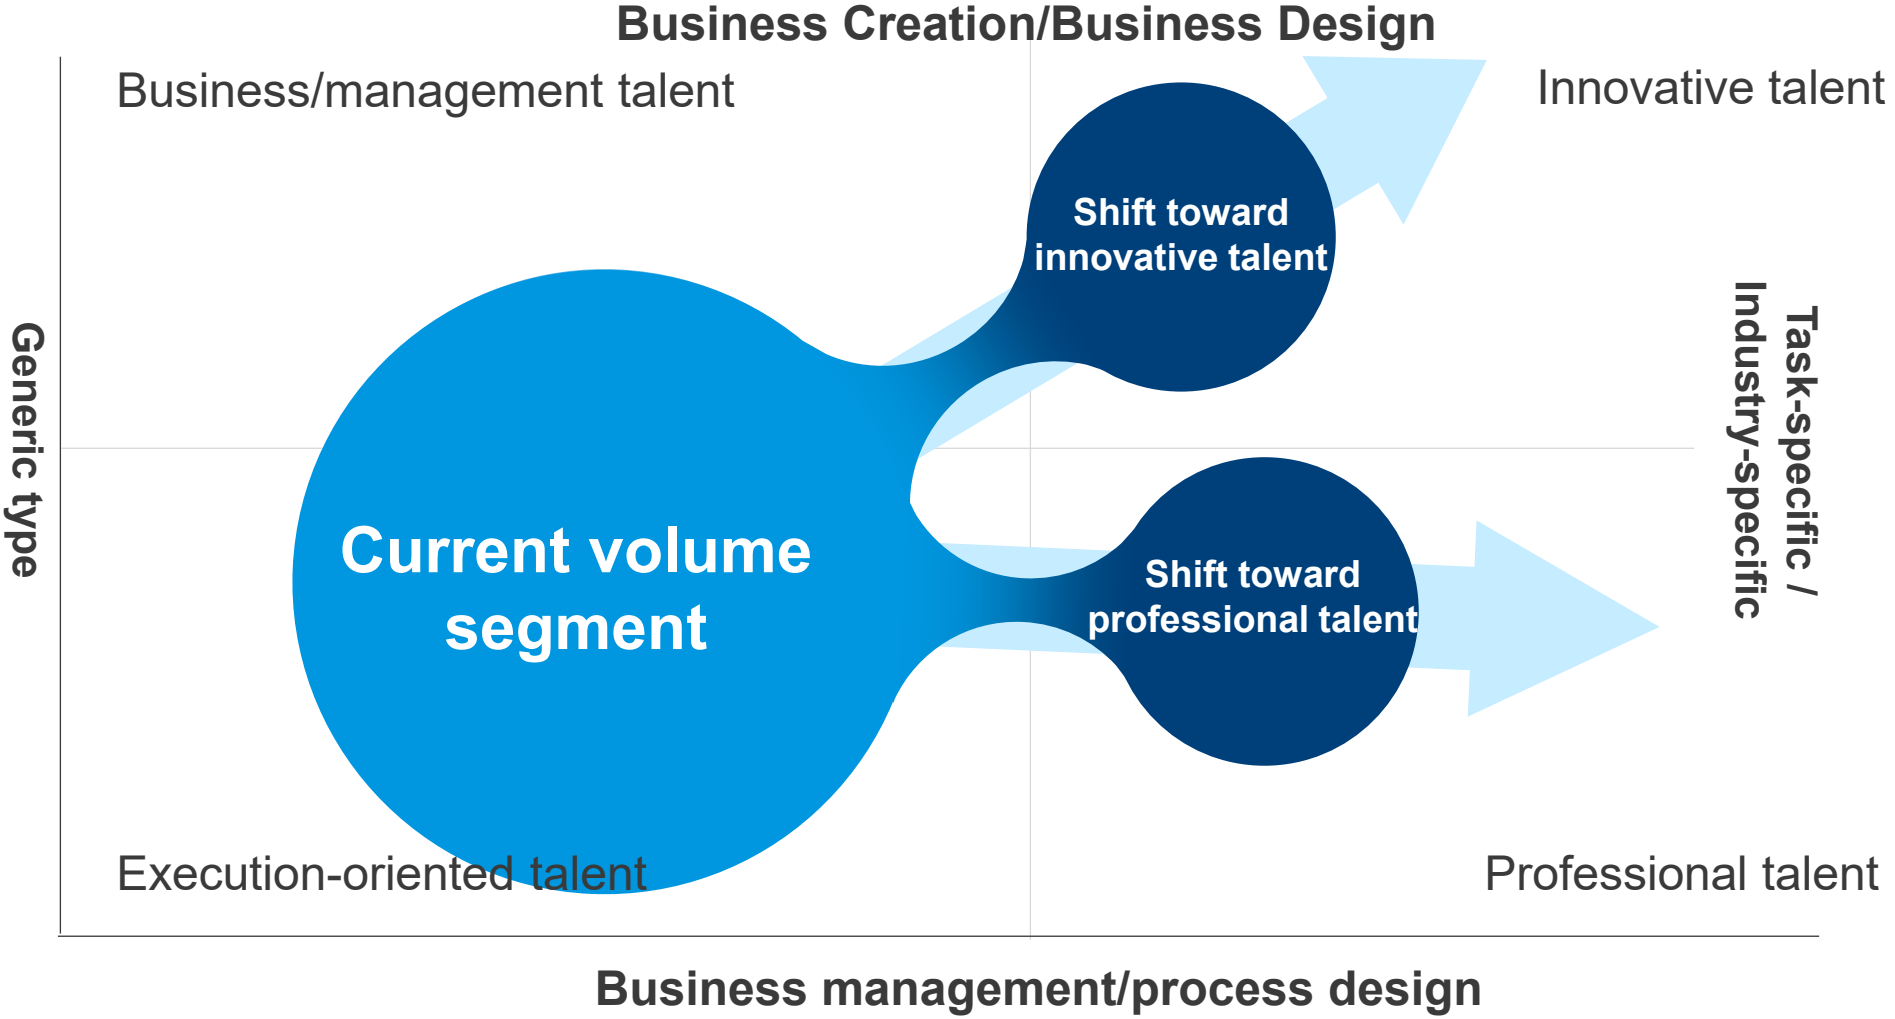 Business Creation/Business Design
Business/management talent
Innovative talent
Shift toward
innovative talent
Generic type
Task-specific /
Industry-specific
Current volume
segment
Shift toward
professional talent
Execution-oriented talent
Professional talent
Business management/process design